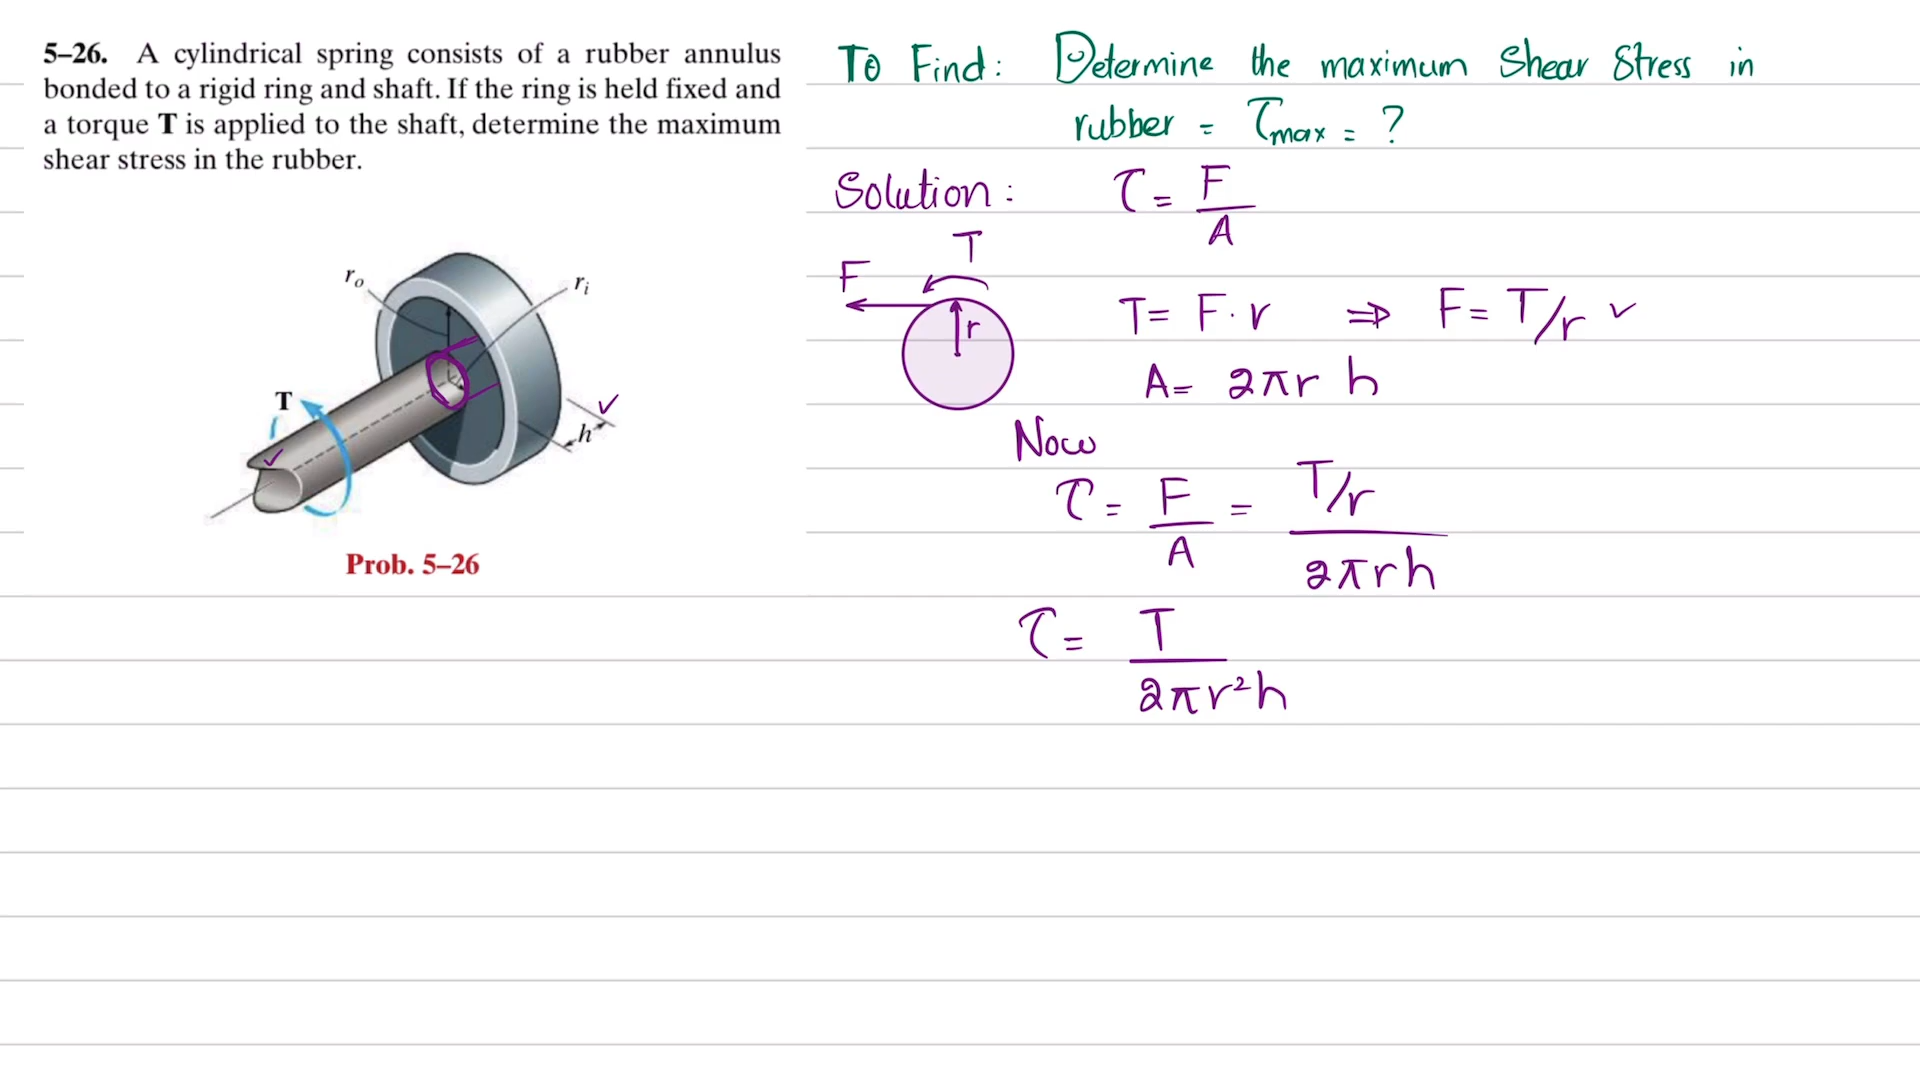 5–26. A cylindrical spring consists of a rubber annulus
bonded to a rigid ring and shaft. If the ring is held fixed and
a torque T is applied to the shaft, determine the maximum
shear stress in the rubber.
r_o
r_i
T
h
Prob. 5–26
To Find: Determine the maximum Shear Stress in
rubber = τ_max = ?
Solution: τ = F/A
T
F
r
T = F · r ⇒ F = T/r ✓
A = 2πr h
Now
τ = F/A = (T/r)/(2πrh)
τ = T/(2πr²h)